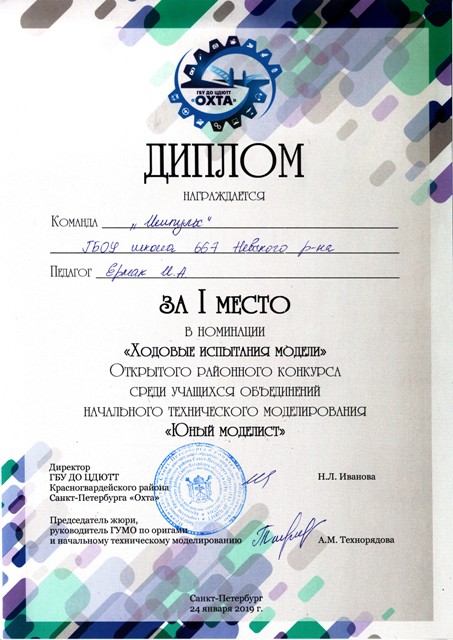 ГБУ ДО ЦДЮТТ
"ОХТА"
ДИПЛОМ
НАГРАЖДАЕТСЯ
Команда „Импульс"
ГБОУ школа 667 Невского р-на
Педагог Ермак И.А
ЗА I МЕСТО
В НОМИНАЦИИ
«Ходовые испытания модели»
Открытого районного конкурса
среди учащихся объединений
начального технического моделирования
«Юный моделист»
Директор
ГБУ ДО ЦДЮТТ
Красногвардейского района
Санкт-Петербурга «Охта»
Н.Л. Иванова
Председатель жюри,
руководитель ГУМО по оригами
и начальному техническому моделированию
А.М. Технорядова
Санкт-Петербург
24 января 2019 г.